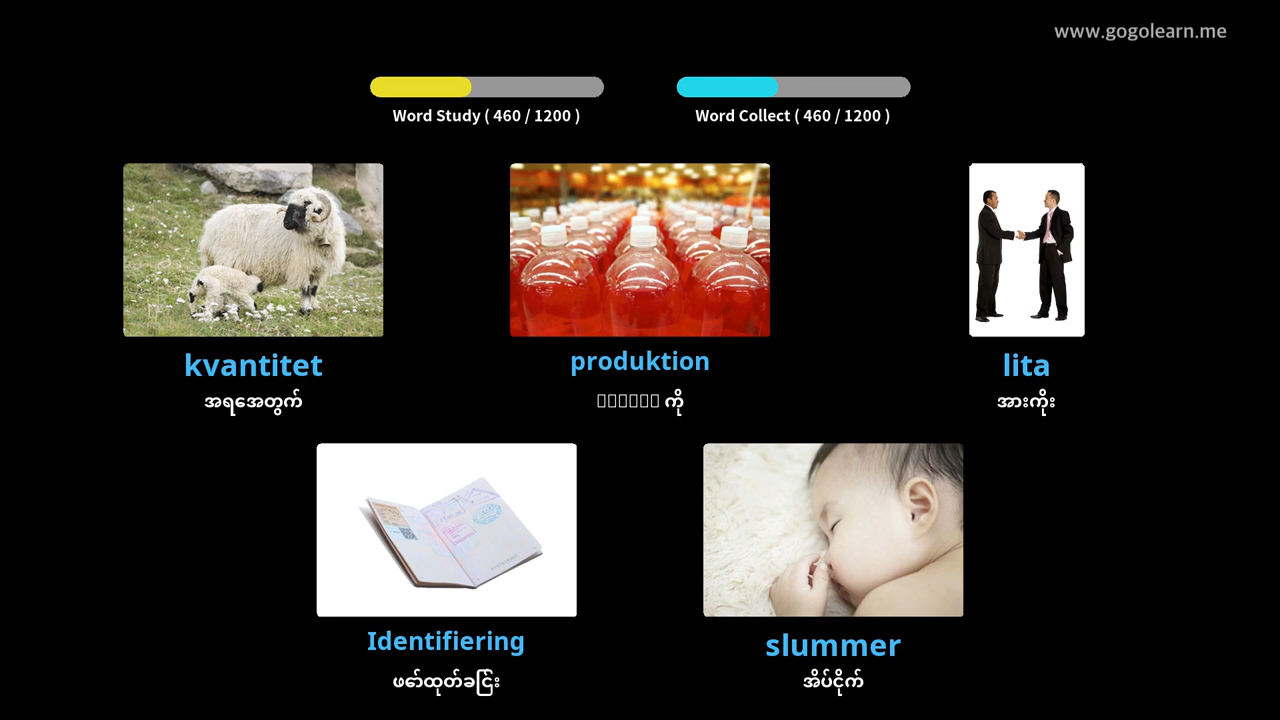 www.gogolearn.me
Word Study ( 460 / 1200 )
Word Collect ( 460 / 1200 )
kvantitet
အရအေတွက်
produktion
ကို
lita
အားကိုး
Identifiering
ဖော်ထုတ်ခြင်း
slummer
အိပ်ငိုက်